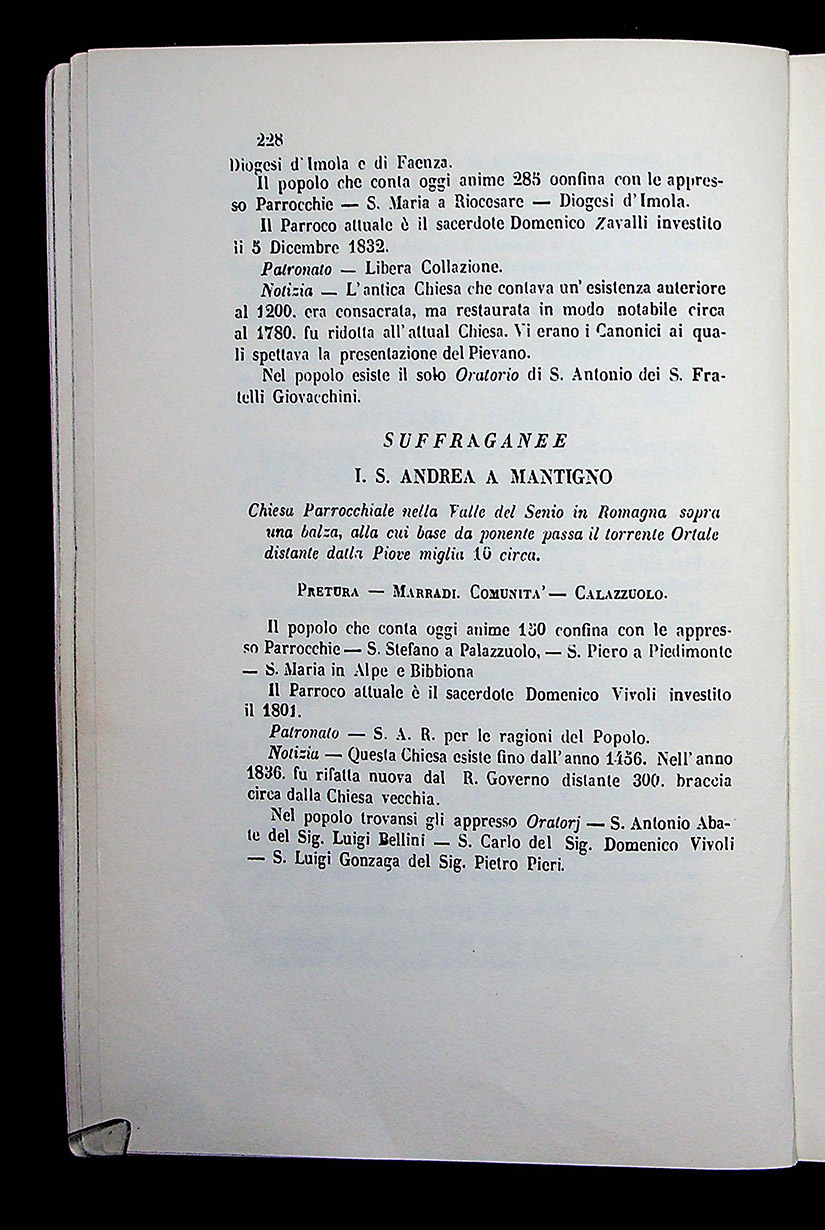 228
Diogesi d'Imola e di Faenza.
Il popolo che conta oggi anime 285 oonfina con le appres-
so Parrocchie — S. Maria a Riocesare — Diogesi d'Imola.
Il Parroco attuale è il sacerdote Domenico Zavalli investito
ii 5 Dicembre 1832.
Patronato — Libera Collazione.
Notizia — L'antica Chiesa che contava un' esistenza anteriore
al 1200. era consacrata, ma restaurata in modo notabile circa
al 1780. fu ridotta all'attual Chiesa. Vi erano i Canonici ai qua-
li spettava la presentazione del Pievano.
Nel popolo esiste il solo Oratorio di S. Antonio dei S. Fra-
telli Giovacchini.
SUFFRAGANEE
I. S. ANDREA A MANTIGNO
Chiesa Parrocchiale nella Valle del Senio in Romagna sopra
una balza, alla cui base da ponente passa il torrente Ortale
distante dalla Piove miglia 10 circa.
PRETURA — MARRADI. COMUNITA' — CALAZZUOLO.
Il popolo che conta oggi anime 150 confina con le appres-
so Parrocchie — S. Stefano a Palazzuolo, — S. Piero a Piedimonte
— S. Maria in Alpe e Bibbiona
Il Parroco attuale è il sacerdote Domenico Vivoli investito
il 1801.
Patronato — S. A. R. per le ragioni del Popolo.
Notizia — Questa Chiesa esiste fino dall'anno 1456. Nell'anno
1836. fu rifatta nuova dal R. Governo distante 300. braccia
circa dalla Chiesa vecchia.
Nel popolo trovansi gli appresso Oratorj — S. Antonio Aba-
te del Sig. Luigi Bellini — S. Carlo del Sig. Domenico Vivoli
— S. Luigi Gonzaga del Sig. Pietro Pieri.